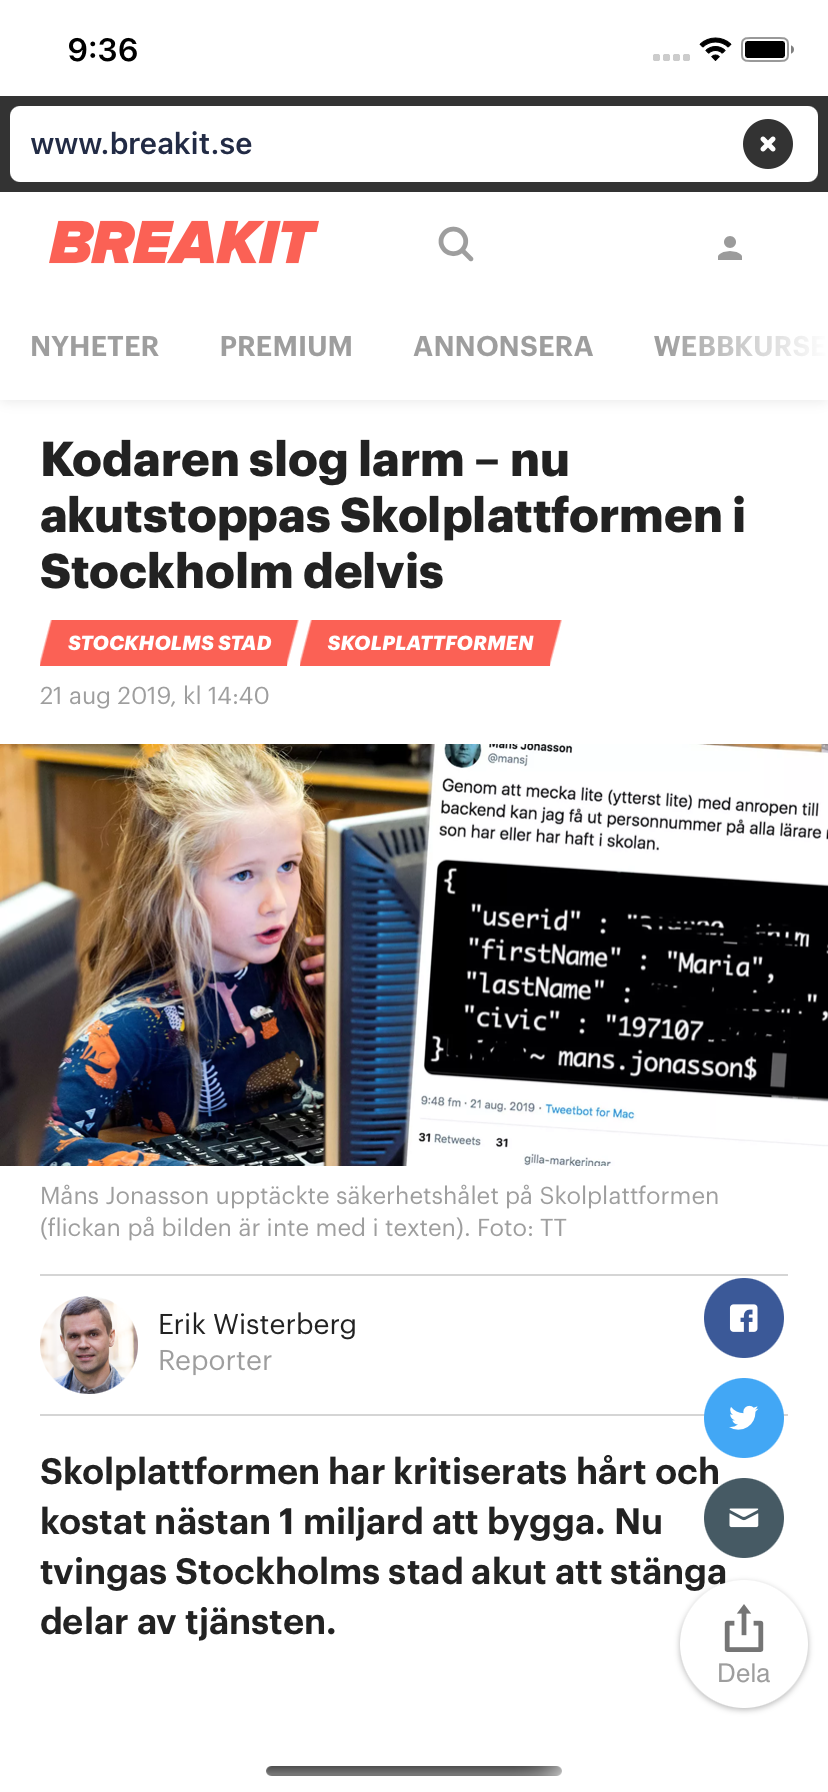 9:36
www.breakit.se
BREAKIT
NYHETER PREMIUM ANNONSERA WEBBKURSE
Kodaren slog larm – nu
akutstoppas Skolplattformen i
Stockholm delvis
STOCKHOLMS STAD SKOLPLATTFORMEN
21 aug 2019, kl 14:40
Måns Jonasson
@mansj
Genom att mecka lite (ytterst lite) med anropen till
backend kan jag få ut personnummer på alla lärare
son har eller har haft i skolan.
{
"userid" : "
"firstName" : "Maria",
"lastName" : ",
"civic" : "197107
} ~ mans.jonasson$
9:48 fm · 21 aug. 2019 · Tweetbot for Mac
31 Retweets 31
gilla-markeringar
Måns Jonasson upptäckte säkerhetshålet på Skolplattformen
(flickan på bilden är inte med i texten). Foto: TT
Erik Wisterberg
Reporter
Skolplattformen har kritiserats hårt och
kostat nästan 1 miljard att bygga. Nu
tvingas Stockholms stad akut att stänga
delar av tjänsten.
Dela